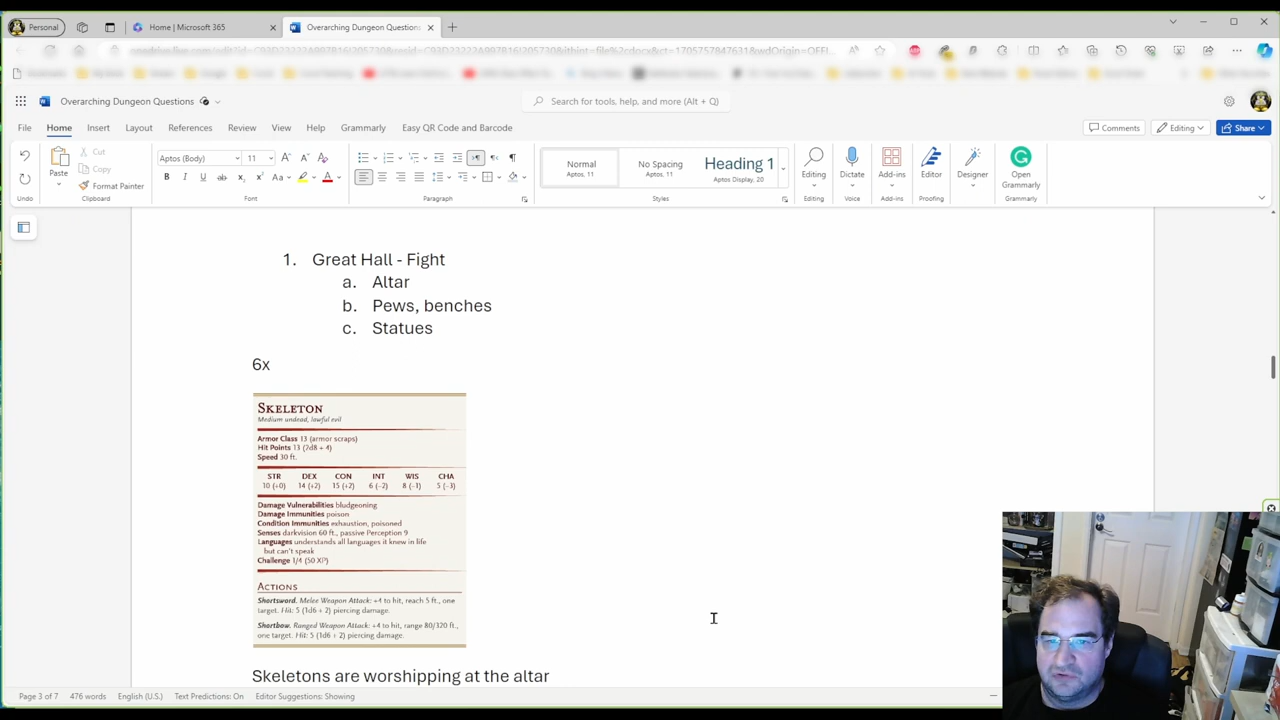 Personal
Home | Microsoft 365
Overarching Dungeon Questions
Overarching Dungeon Questions
Search for tools, help, and more (Alt + Q)
File Home Insert Layout References Review View Help Grammarly Easy QR Code and Barcode
Comments Editing Share
Paste
Cut
Copy
Format Painter
Aptos (Body) 11
Normal
Aptos, 11
No Spacing
Aptos, 11
Heading 1
Aptos Display, 20
Editing
Dictate
Add-ins
Editor
Designer
Open Grammarly
Undo Clipboard Font Paragraph Styles Editing Voice Add-ins Proofing Grammarly
1. Great Hall - Fight
a. Altar
b. Pews, benches
c. Statues
6x
SKELETON
Medium undead, lawful evil
Armor Class 13 (armor scraps)
Hit Points 13 (2d8 + 4)
Speed 30 ft.
STR DEX CON INT WIS CHA
10 (+0) 14 (+2) 15 (+2) 6 (−2) 8 (−1) 5 (−3)
Damage Vulnerabilities bludgeoning
Damage Immunities poison
Condition Immunities exhaustion, poisoned
Senses darkvision 60 ft., passive Perception 9
Languages understands all languages it knew in life
but can't speak
Challenge 1/4 (50 XP)
ACTIONS
Shortsword. Melee Weapon Attack: +4 to hit, reach 5 ft., one
target. Hit: 5 (1d6 + 2) piercing damage.
Shortbow. Ranged Weapon Attack: +4 to hit, range 80/320 ft.,
one target. Hit: 5 (1d6 + 2) piercing damage.
Skeletons are worshipping at the altar
Page 3 of 7 476 words English (U.S.) Text Predictions: On Editor Suggestions: Showing